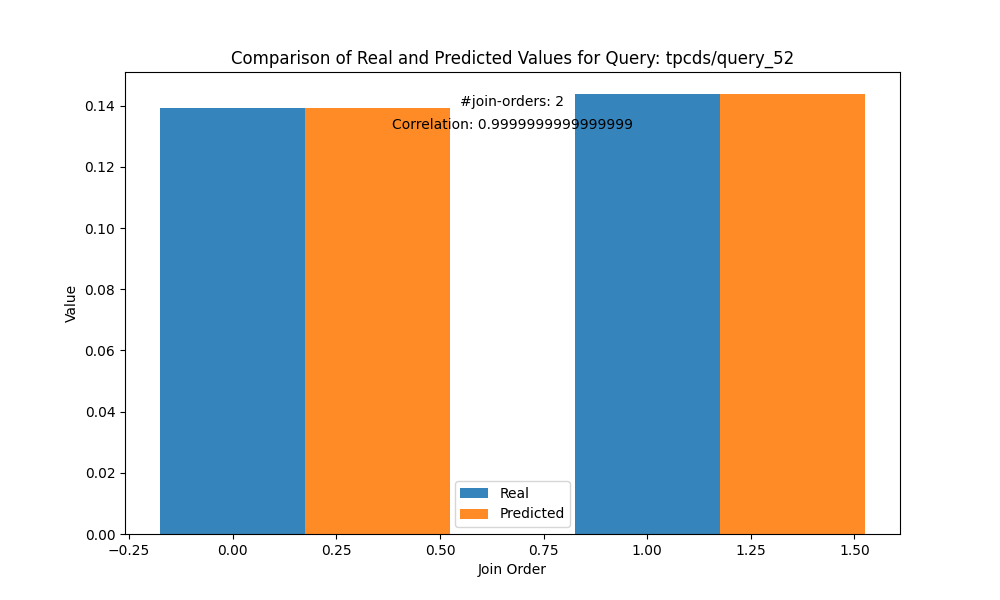 Comparison of Real and Predicted Values for Query: tpcds/query_52
#join-orders: 2
Correlation: 0.9999999999999999
Value
0.14
0.12
0.10
0.08
0.06
0.04
0.02
0.00
Real
Predicted
−0.25 0.00 0.25 0.50 0.75 1.00 1.25 1.50
Join Order